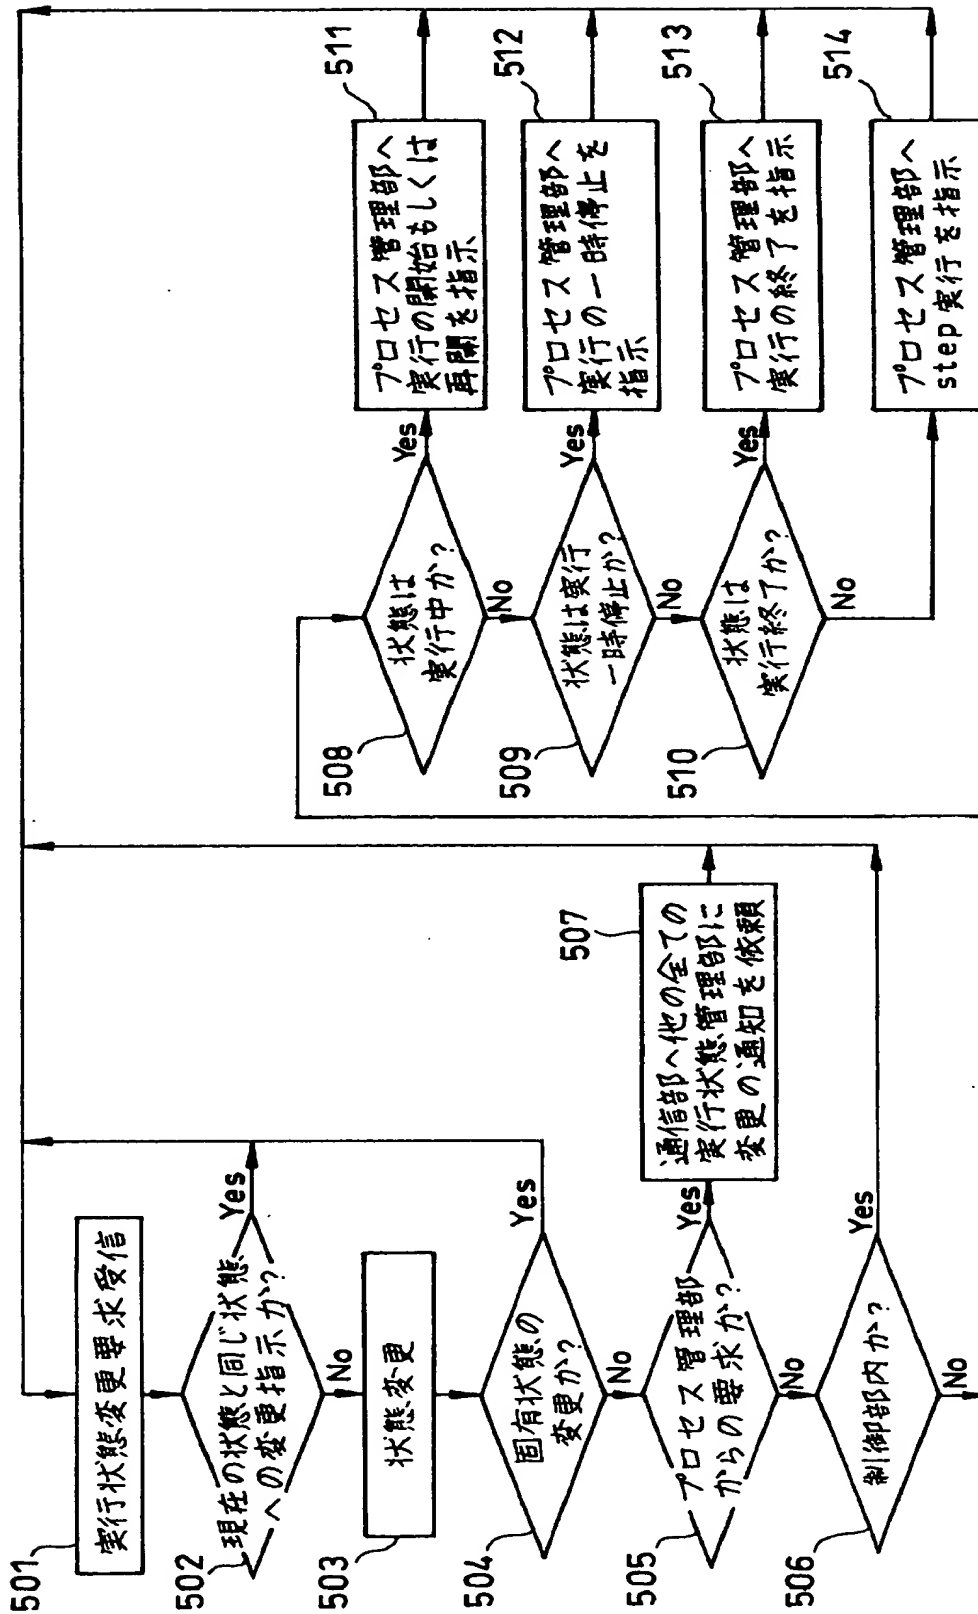 501
実行状態変更要求受信
502
現在の状態と同じ状態
への変更指示か?
Yes
No
503
状態変更
504
固有状態の
変更か?
Yes
No
505
プロセス管理部
からの要求か?
Yes
No
507
通信部へ他の全ての
実行状態管理部に
変更の通知を依頼
506
制御部内か?
Yes
No
508
状態は
実行中か?
Yes
No
511
プロセス管理部へ
実行の開始もしくは
再開を指示
509
状態は実行
一時停止か?
Yes
No
512
プロセス管理部へ
実行の一時停止を
指示
510
状態は
実行終了か?
Yes
No
513
プロセス管理部へ
実行の終了を指示
514
プロセス管理部へ
step実行を指示